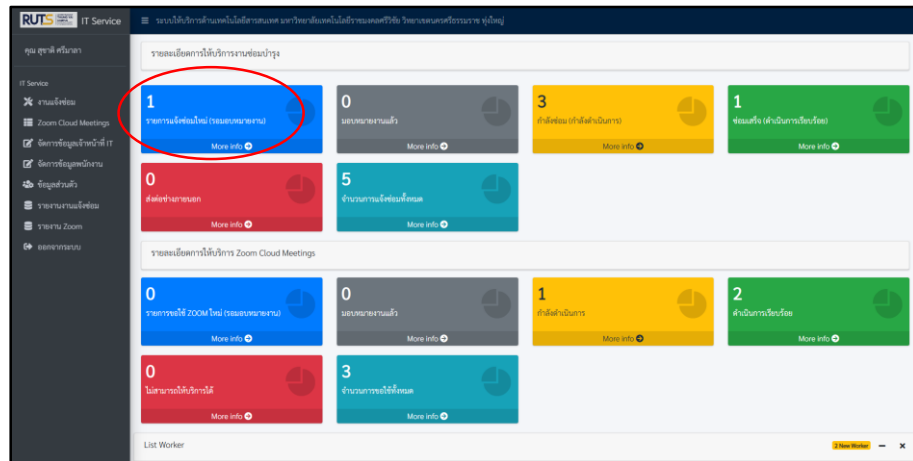 RUTS IT Service
ระบบให้บริการด้านเทคโนโลยีสารสนเทศ มหาวิทยาลัยเทคโนโลยีราชมงคลศรีวิชัย วิทยาเขตนครศรีธรรมราช ทุ่งใหญ่
คุณ สุชาติ ศรีมาลา
IT Service
งานแจ้งซ่อม
Zoom Cloud Meetings
จัดการข้อมูลเจ้าหน้าที่ IT
จัดการข้อมูลพนักงาน
ข้อมูลส่วนตัว
รายงานงานแจ้งซ่อม
รายงาน Zoom
ออกจากระบบ
รายละเอียดการให้บริการงานซ่อมบำรุง
1
รายการแจ้งซ่อมใหม่ (รอมอบหมายงาน)
More info
0
มอบหมายงานแล้ว
More info
3
กำลังซ่อม (กำลังดำเนินการ)
More info
1
ซ่อมเสร็จ (ดำเนินการเรียบร้อย)
More info
0
ส่งต่อช่างภายนอก
More info
5
จำนวนการแจ้งซ่อมทั้งหมด
More info
รายละเอียดการให้บริการ Zoom Cloud Meetings
0
รายการขอใช้ ZOOM ใหม่ (รอมอบหมายงาน)
More info
0
มอบหมายงานแล้ว
More info
1
กำลังดำเนินการ
More info
2
ดำเนินการเรียบร้อย
More info
0
ไม่สามารถให้บริการได้
More info
3
จำนวนการขอใช้ทั้งหมด
More info
List Worker
2 New Worker